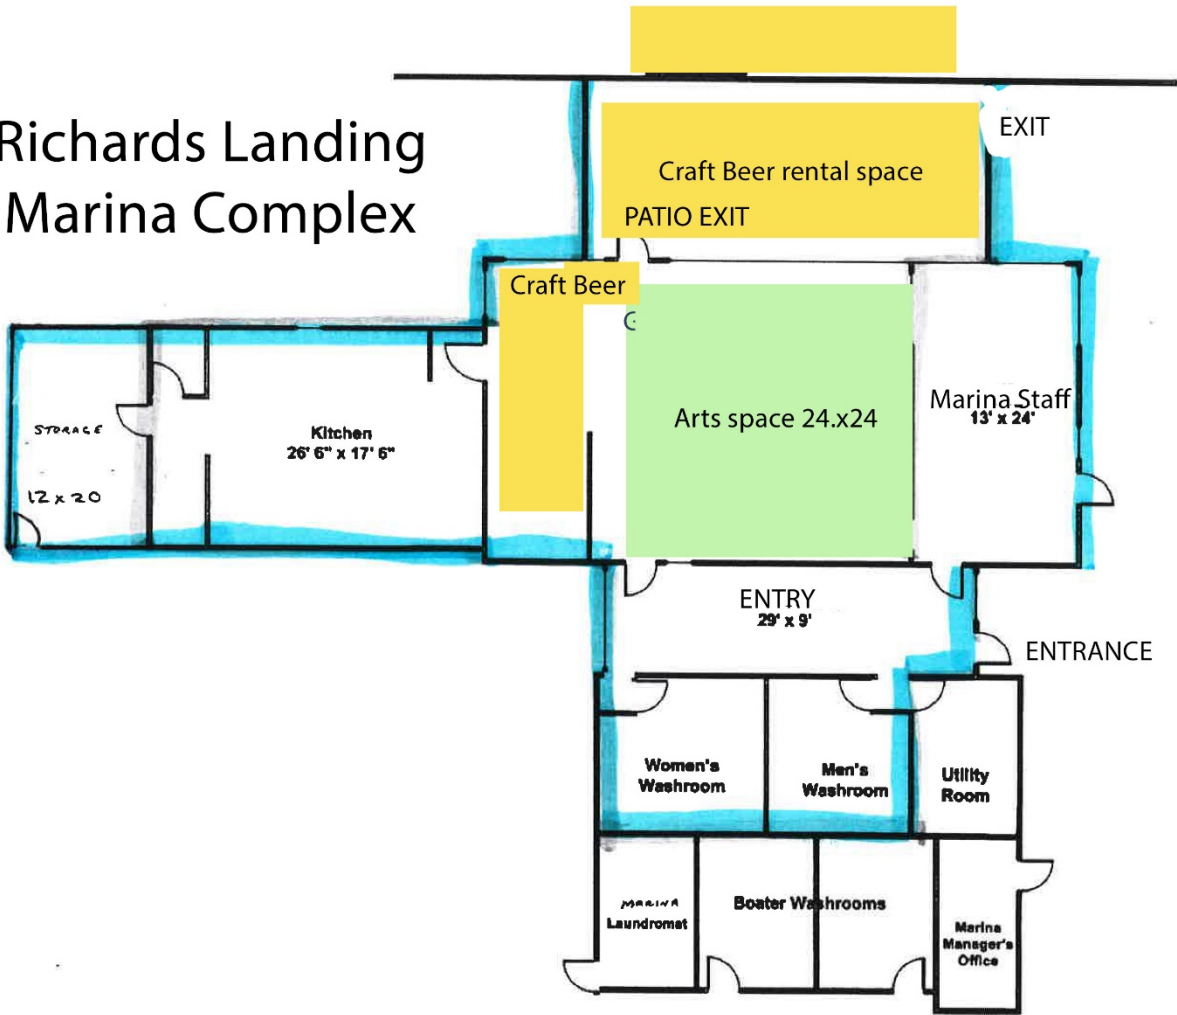 Richards Landing
Marina Complex
EXIT
Craft Beer rental space
PATIO EXIT
Craft Beer
G
Arts space 24.x24
Marina Staff
13' x 24'
STORAGE
12 x 20
Kitchen
26' 6" x 17' 6"
ENTRY
29' x 9'
ENTRANCE
Women's
Washroom
Men's
Washroom
Utility
Room
MARINA
Laundromat
Boater Washrooms
Marina
Manager's
Office